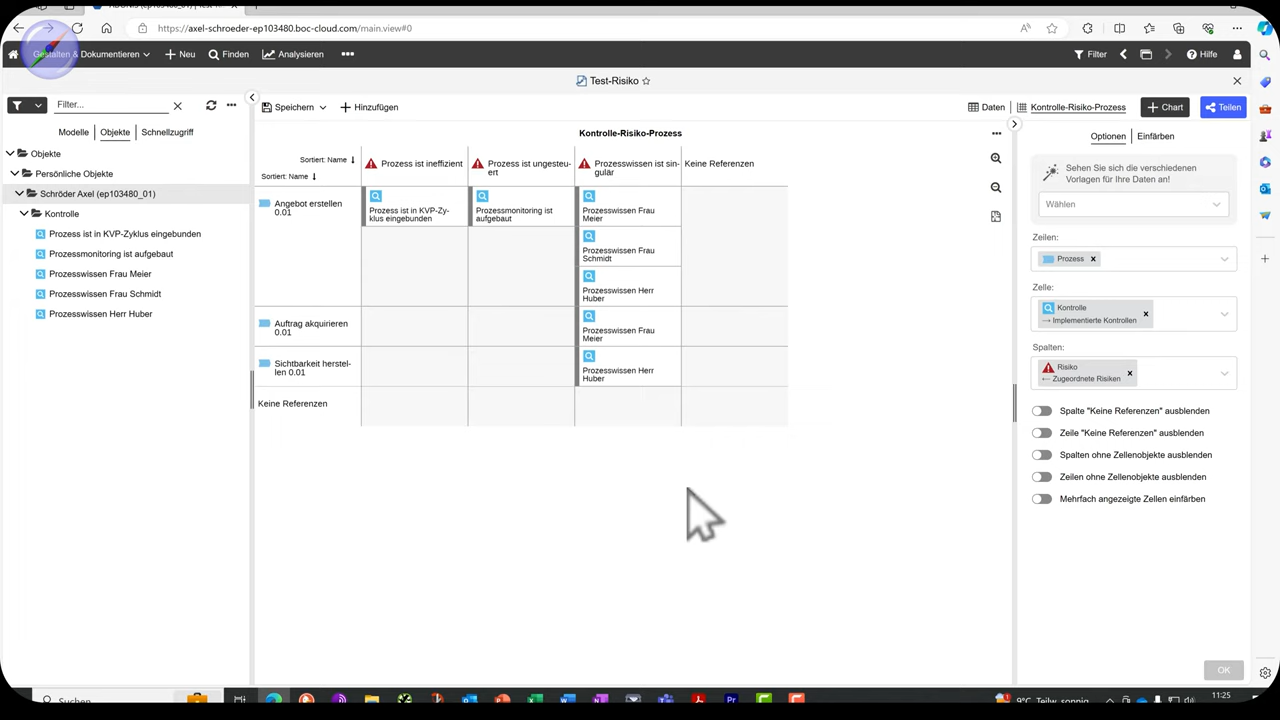 https://axel-schroeder-ep103480.boc-cloud.com/main.view#0
Gestalten & Dokumentieren
Neu
Finden
Analysieren
Filter
Hilfe
Test-Risiko
Filter...
Speichern
Hinzufügen
Daten
Kontrolle-Risiko-Prozess
Chart
Teilen
Modelle
Objekte
Schnellzugriff
Objekte
Persönliche Objekte
Schröder Axel (ep103480_01)
Kontrolle
Prozess ist in KVP-Zyklus eingebunden
Prozessmonitoring ist aufgebaut
Prozesswissen Frau Meier
Prozesswissen Frau Schmidt
Prozesswissen Herr Huber
Kontrolle-Risiko-Prozess
Sortiert: Name
Sortiert: Name
Prozess ist ineffizient
Prozess ist ungesteu-
ert
Prozesswissen ist sin-
gulär
Keine Referenzen
Angebot erstellen
0.01
Prozess ist in KVP-Zy-
klus eingebunden
Prozessmonitoring ist
aufgebaut
Prozesswissen Frau
Meier
Prozesswissen Frau
Schmidt
Prozesswissen Herr
Huber
Auftrag akquirieren
0.01
Prozesswissen Frau
Meier
Sichtbarkeit herstel-
len 0.01
Prozesswissen Herr
Huber
Keine Referenzen
Optionen
Einfärben
Sehen Sie sich die verschiedenen
Vorlagen für Ihre Daten an!
Wählen
Zeilen:
Prozess
Zelle:
Kontrolle
Implementierte Kontrollen
Spalten:
Risiko
Zugeordnete Risiken
Spalte "Keine Referenzen" ausblenden
Zeile "Keine Referenzen" ausblenden
Spalten ohne Zellenobjekte ausblenden
Zeilen ohne Zellenobjekte ausblenden
Mehrfach angezeigte Zellen einfärben
OK
Suchen
9°C Teilw. sonnig
11:25